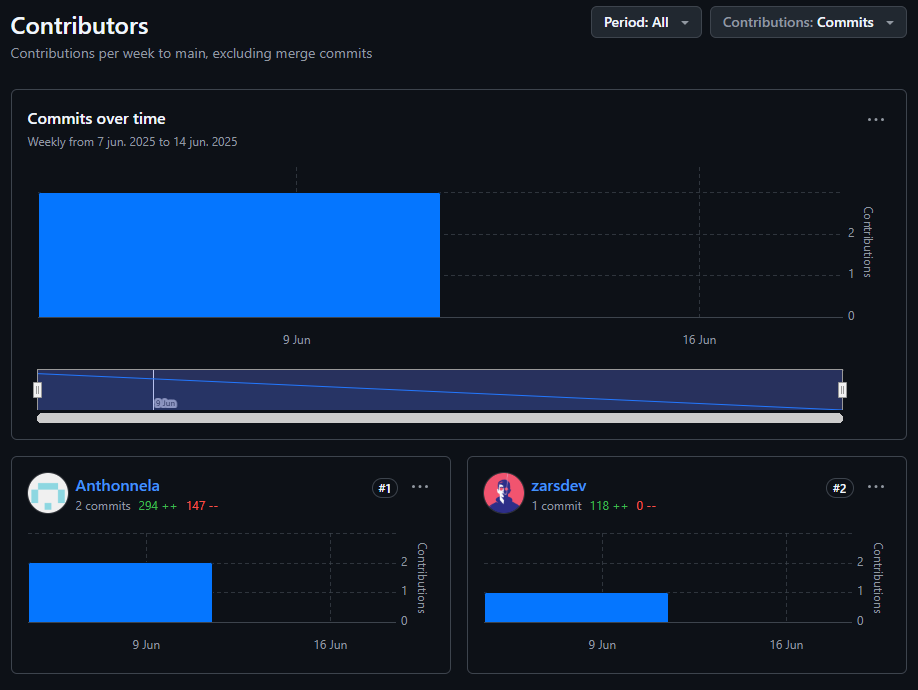 Contributors
Period: All
Contributions: Commits
Contributions per week to main, excluding merge commits
Commits over time
Weekly from 7 jun. 2025 to 14 jun. 2025
2
1
0
Contributions
9 Jun
16 Jun
9 Jun
Anthonnela
#1
2 commits 294 ++ 147 --
2
1
0
Contributions
9 Jun
16 Jun
zarsdev
#2
1 commit 118 ++ 0 --
2
1
0
Contributions
9 Jun
16 Jun